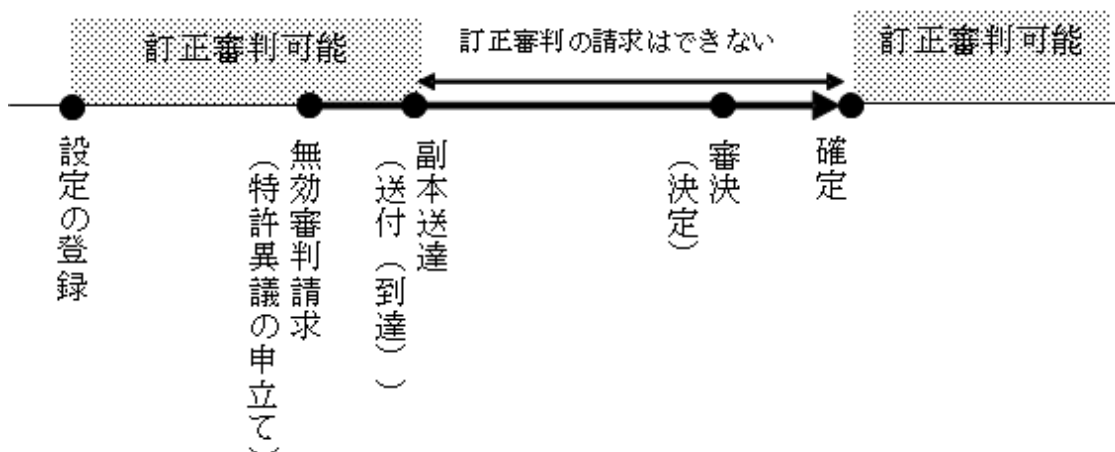 訂正審判可能
訂正審判の請求はできない
訂正審判可能
設定の登録
無効審判請求
(特許異議の申立て)
副本送達
(送付(到達))
審決
(決定)
確定